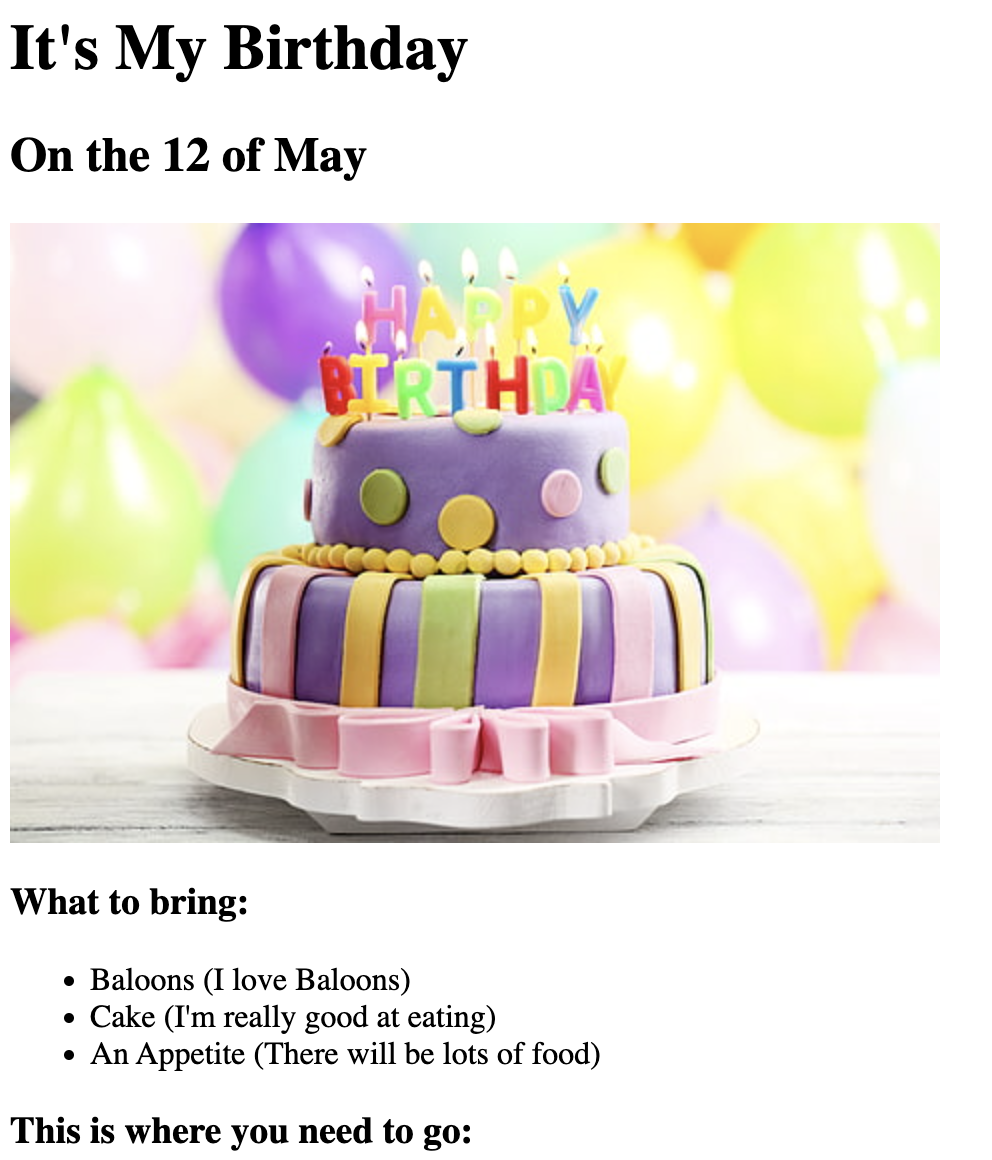 It's My Birthday
On the 12 of May
HAPPY
BIRTHDAY
What to bring:
Baloons (I love Baloons)
Cake (I'm really good at eating)
An Appetite (There will be lots of food)
This is where you need to go: